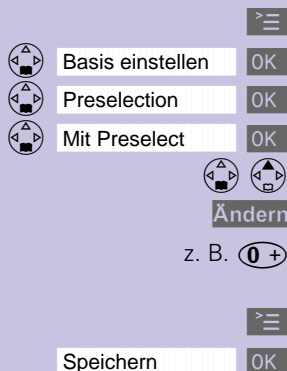 Basis einstellen OK
Preselection OK
Mit Preselect OK
Ändern
z. B. 0 +
Speichern OK